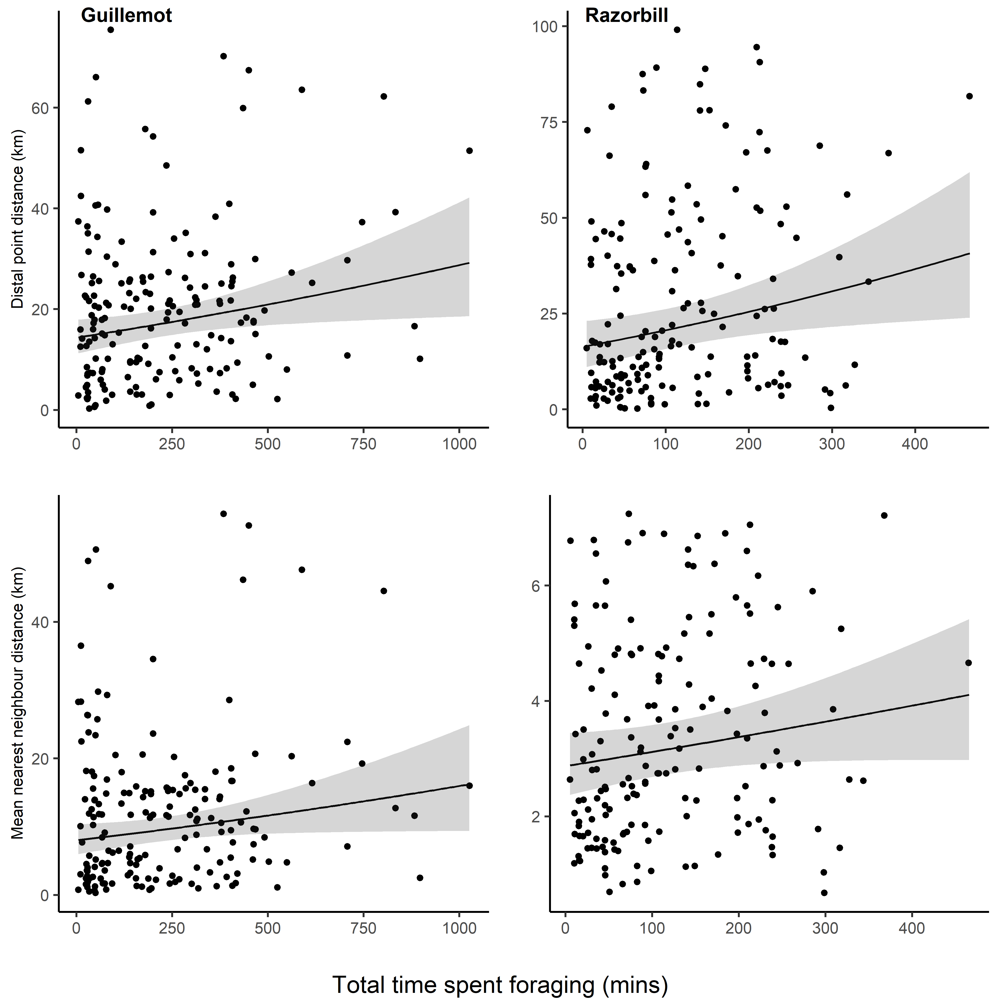 Guillemot
Razorbill
Distal point distance (km)
60
40
20
0
0 250 500 750 1000
100
75
50
25
0
0 100 200 300 400
Mean nearest neighbour distance (km)
40
20
0
0 250 500 750 1000
6
4
2
0 100 200 300 400
Total time spent foraging (mins)